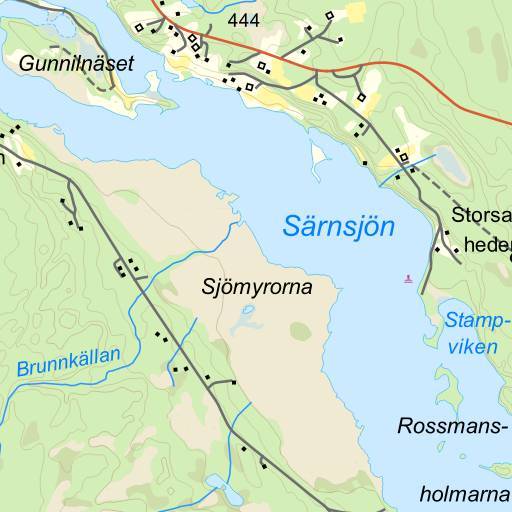 444
Gunnilnäset
Storsa
heden
Särnsjön
Sjömyrorna
Stamp-
viken
Brunnkällan
Rossmans-
holmarna